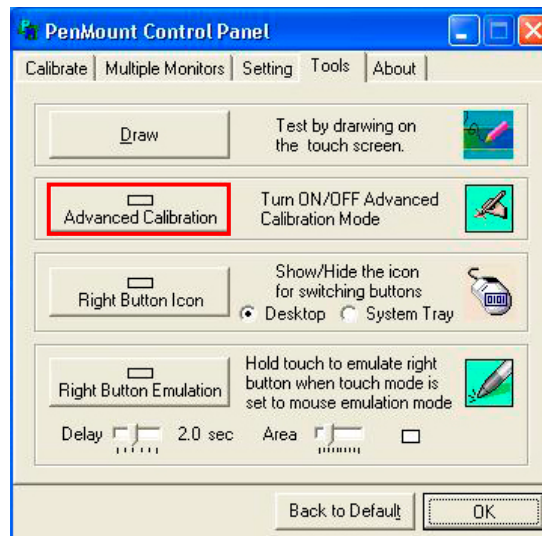 PenMount Control Panel
Calibrate Multiple Monitors Setting Tools About
Draw
Test by drarwing on
the touch screen.
Advanced Calibration
Turn ON/OFF Advanced
Calibration Mode
Right Button Icon
Show/Hide the icon
for switching buttons
Desktop System Tray
Right Button Emulation
Hold touch to emulate right
button when touch mode is
set to mouse emulation mode
Delay 2.0 sec Area
Back to Default OK